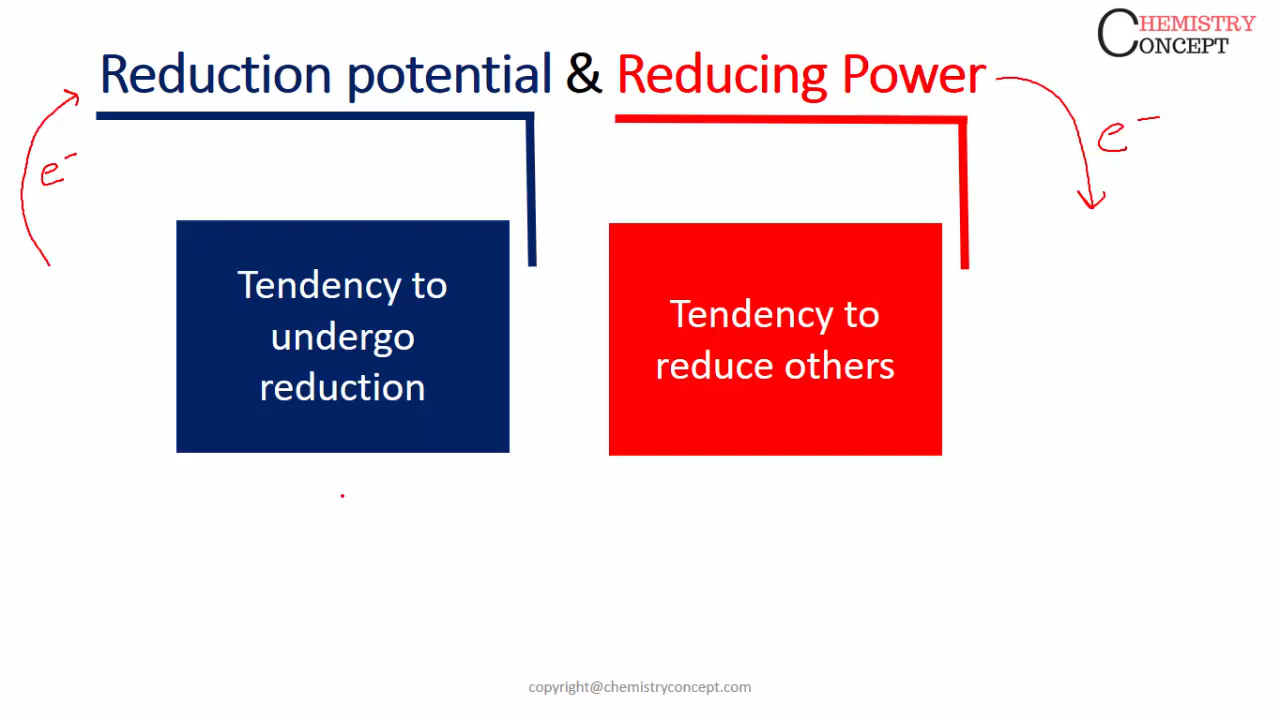 CHEMISTRY
CONCEPT
Reduction potential & Reducing Power
e⁻
e⁻
Tendency to
undergo
reduction
Tendency to
reduce others
copyright@chemistryconcept.com